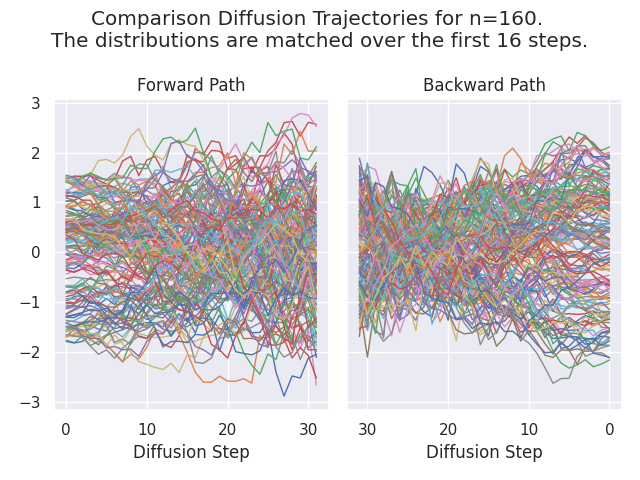 Comparison Diffusion Trajectories for n=160.
The distributions are matched over the first 16 steps.
Forward Path
Backward Path
3
2
1
0
−1
−2
−3
0 10 20 30
30 20 10 0
Diffusion Step
Diffusion Step